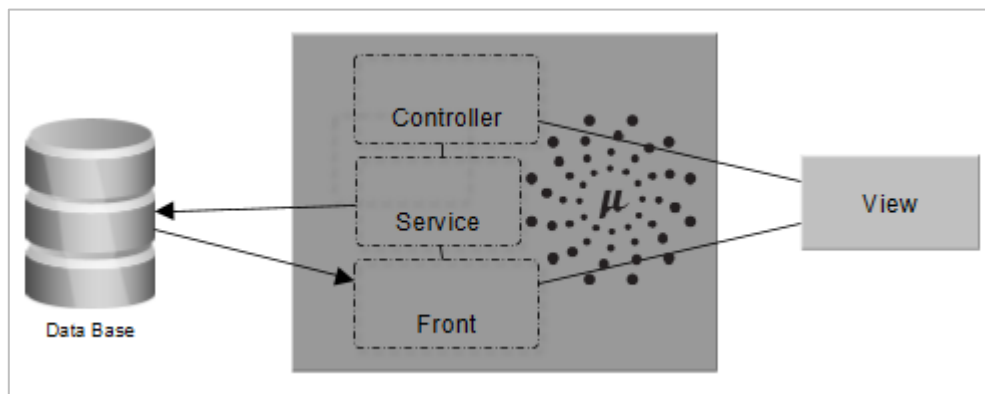 Controller
Service
Front
μ
View
Data Base